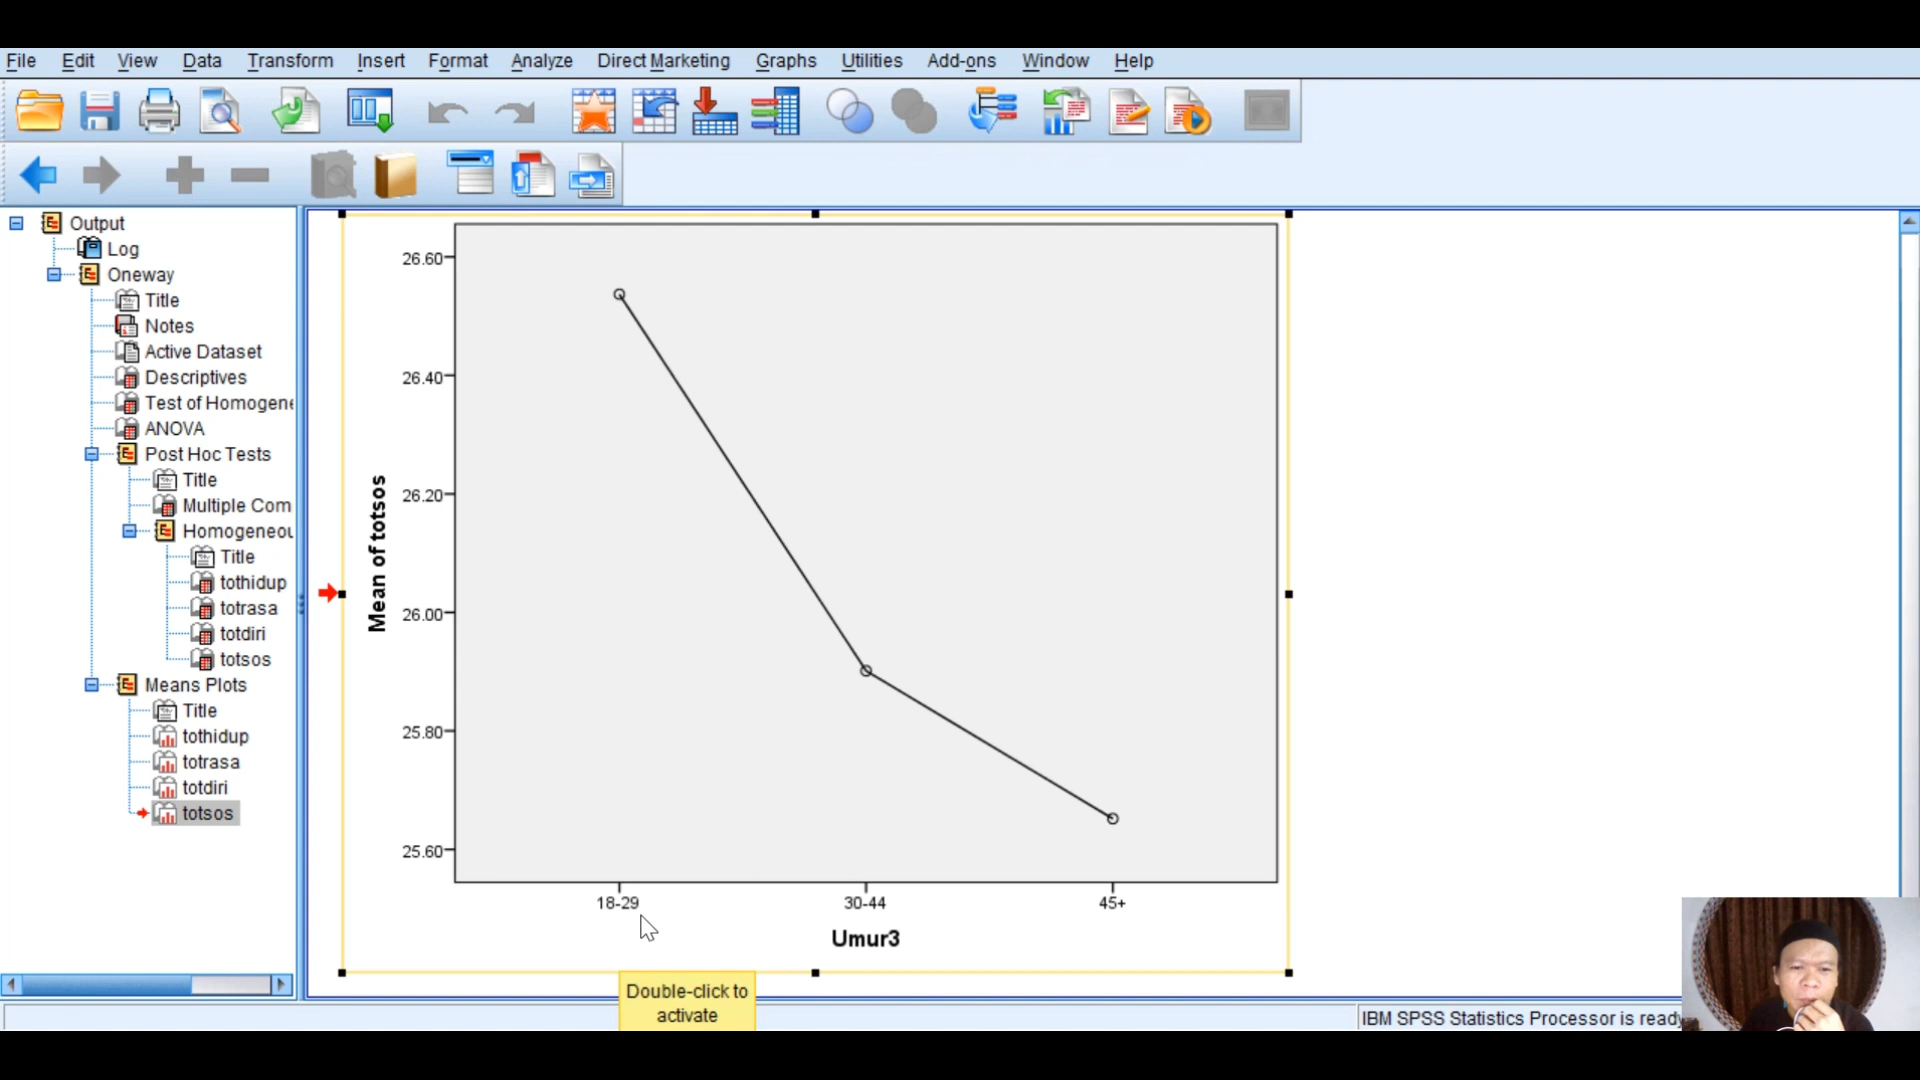 File Edit View Data Transform Insert Format Analyze Direct Marketing Graphs Utilities Add-ons Window Help
Output
Log
Oneway
Title
Notes
Active Dataset
Descriptives
Test of Homogene
ANOVA
Post Hoc Tests
Title
Multiple Com
Homogeneou
Title
tothidup
totrasa
totdiri
totsos
Means Plots
Title
tothidup
totrasa
totdiri
totsos
Mean of totsos
26.60
26.40
26.20
26.00
25.80
25.60
18-29 30-44 45+
Umur3
Double-click to
activate
IBM SPSS Statistics Processor is ready